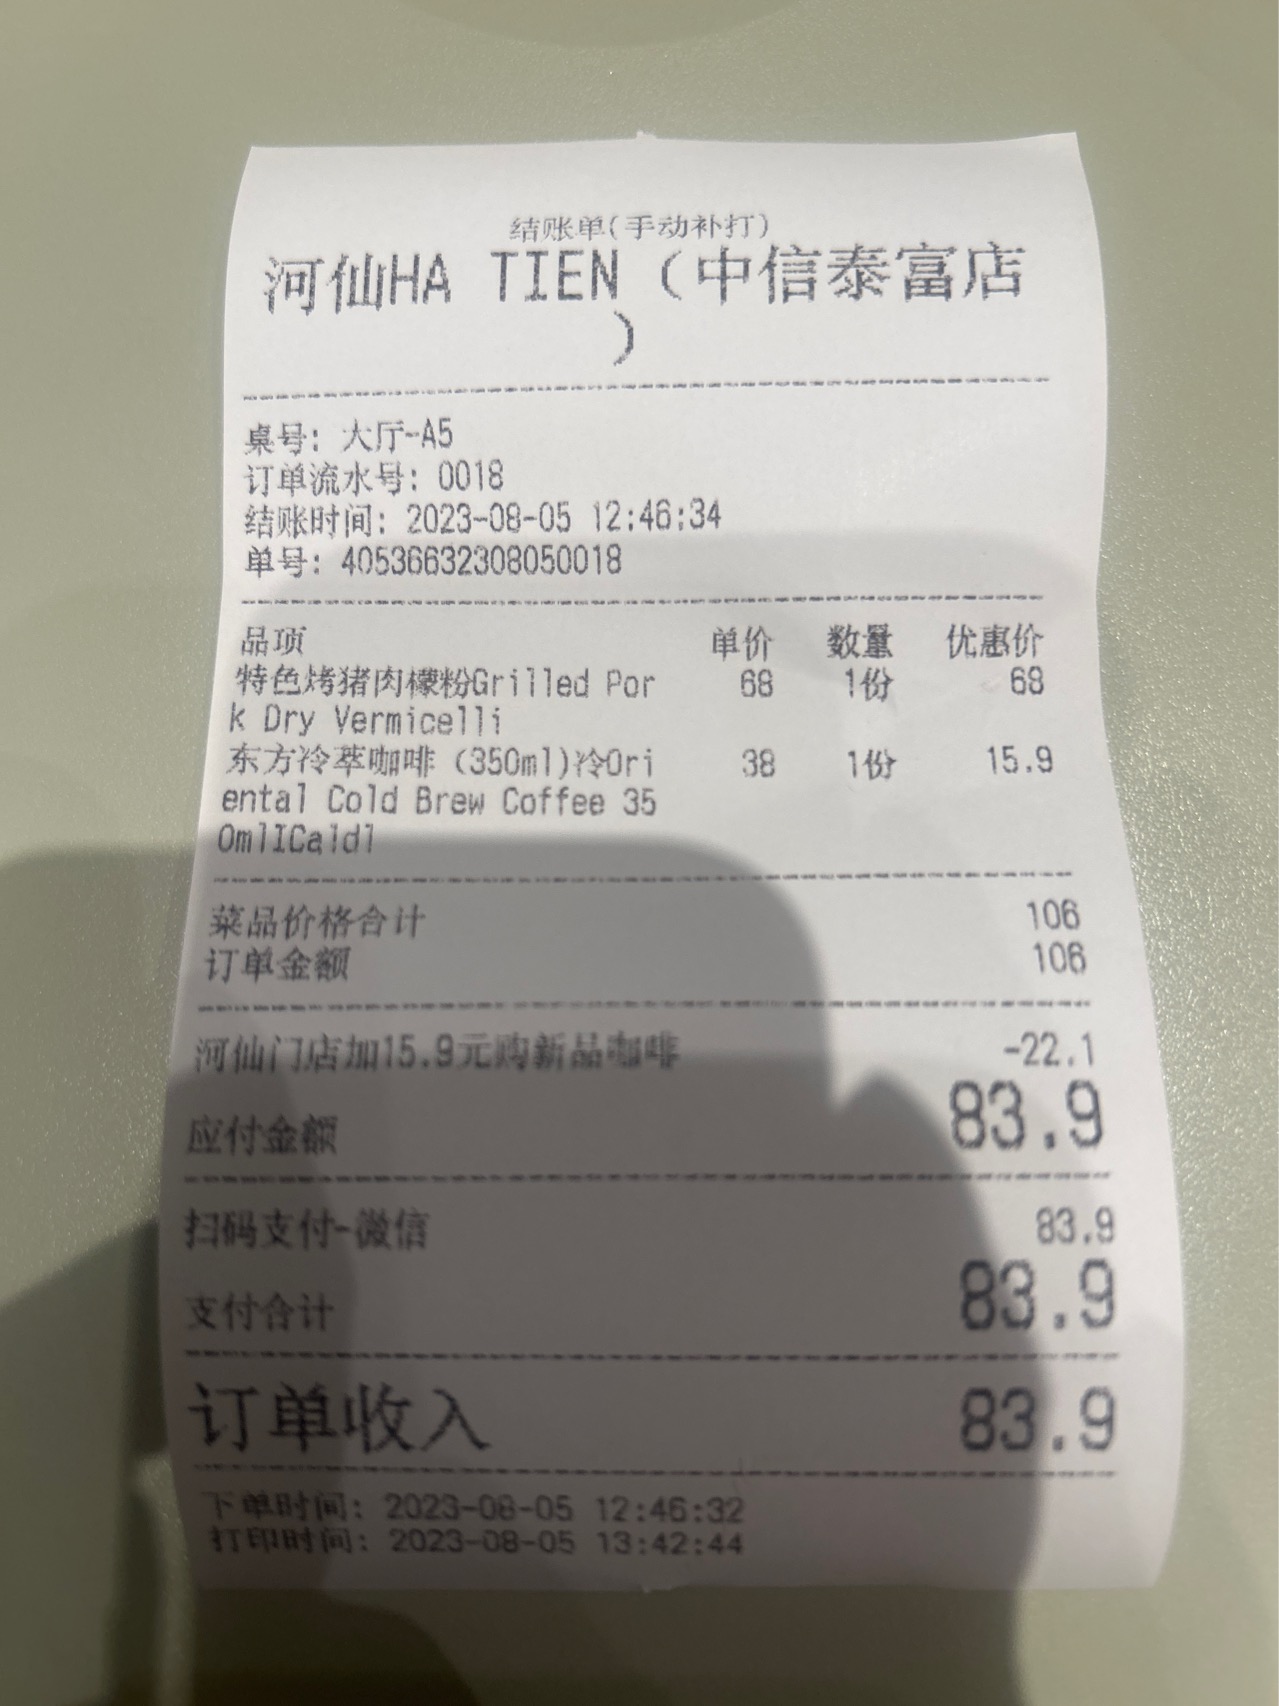 结账单(手动补打)
河仙HA TIEN（中信泰富店
）
桌号: 大厅-A5
订单流水号: 0018
结账时间: 2023-08-05 12:46:34
单号: 40536632308050018
品项 单价 数量 优惠价
特色烤猪肉檬粉Grilled Por 68 1份 68
k Dry Vermicelli
东方冷萃咖啡（350ml)冷Ori 38 1份 15.9
ental Cold Brew Coffee 35
0mlICaldl
菜品价格合计 106
订单金额 106
河仙门店加15.9元购新品咖啡 -22.1
应付金额 83.9
扫码支付-微信 83.9
支付合计 83.9
订单收入 83.9
下单时间: 2023-08-05 12:46:32
打印时间: 2023-08-05 13:42:44